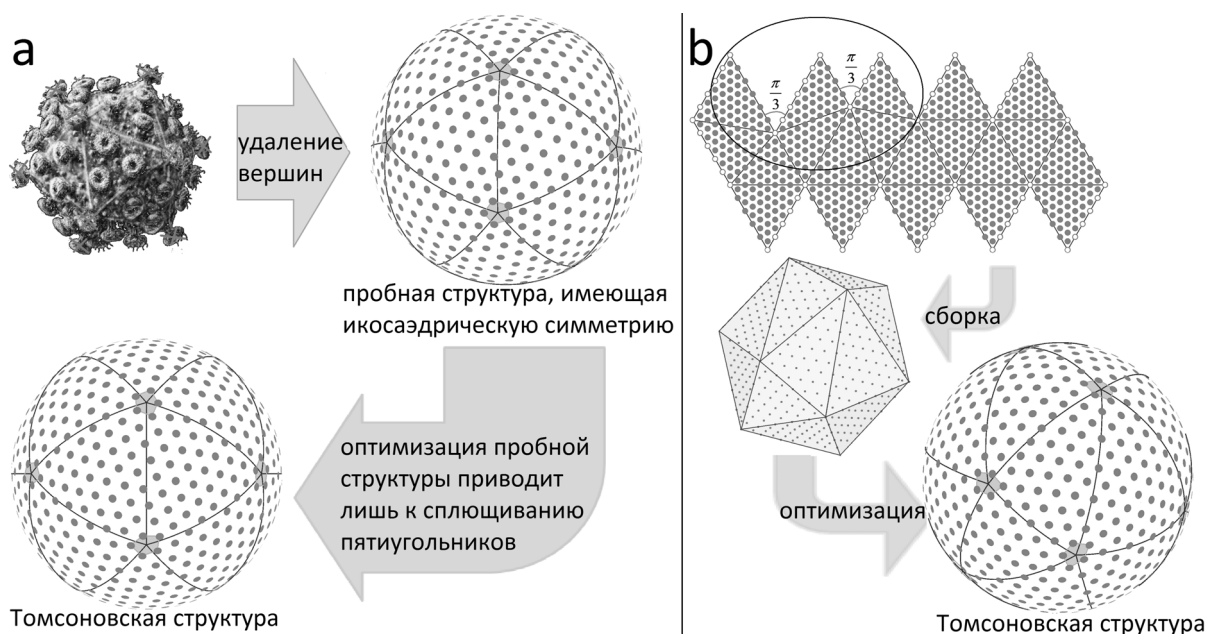 a
удаление
вершин
пробная структура, имеющая
икосаэдрическую симметрию
оптимизация пробной
структуры приводит
лишь к сплющиванию
пятиугольников
Томсоновская структура
b
π
3
π
3
сборка
оптимизация
Томсоновская структура